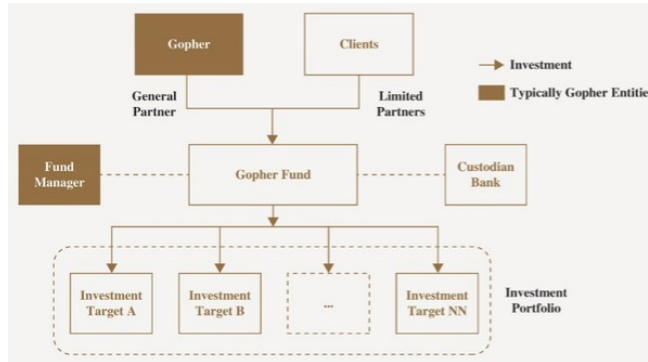 Gopher
Clients
Investment
General
Partner
Limited
Partners
Typically Gopher Entitie
Fund
Manager
Gopher Fund
Custodian
Bank
Investment
Target A
Investment
Target B
...
Investment
Target NN
Investment
Portfolio